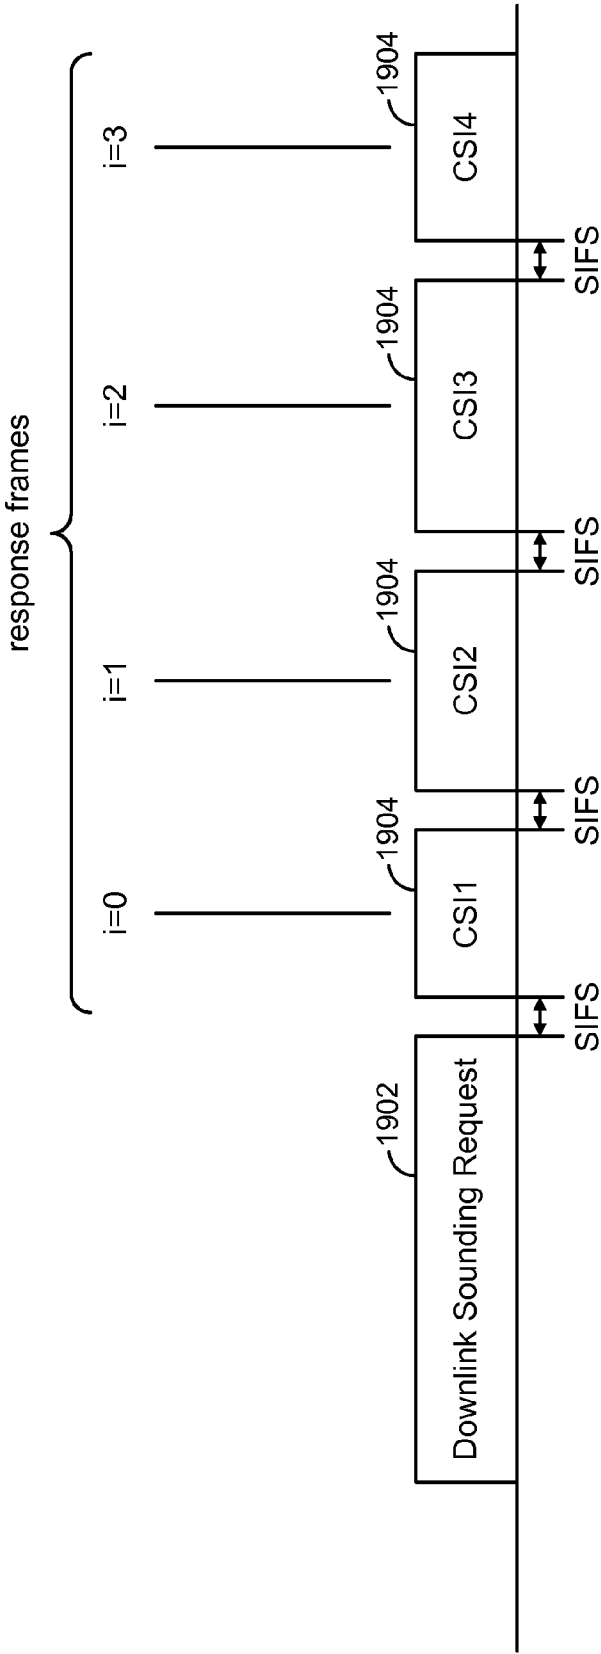 response frames
i=0
i=1
i=2
i=3
1902
1904
1904
1904
1904
Downlink Sounding Request
CSI1
CSI2
CSI3
CSI4
SIFS
SIFS
SIFS
SIFS